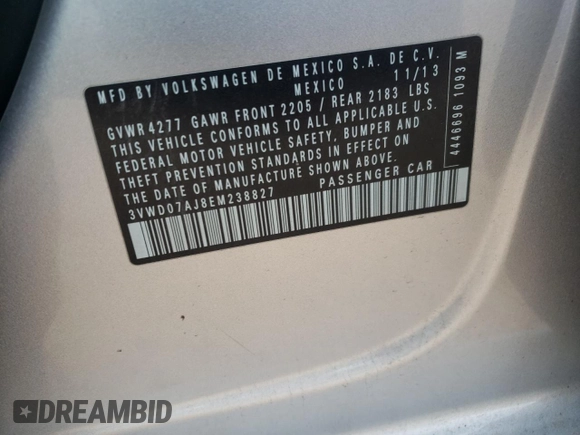 MFD BY VOLKSWAGEN DE MEXICO S.A. DE C.V.
MEXICO 11/13
GVWR 4277 GAWR FRONT 2205 / REAR 2183 LBS
THIS VEHICLE CONFORMS TO ALL APPLICABLE U.S.
FEDERAL MOTOR VEHICLE SAFETY, BUMPER AND
THEFT PREVENTION STANDARDS IN EFFECT ON
THE DATE OF MANUFACTURE SHOWN ABOVE.
3VWD07AJ8EM238827 PASSENGER CAR
4446696 1093 M
DREAMBID